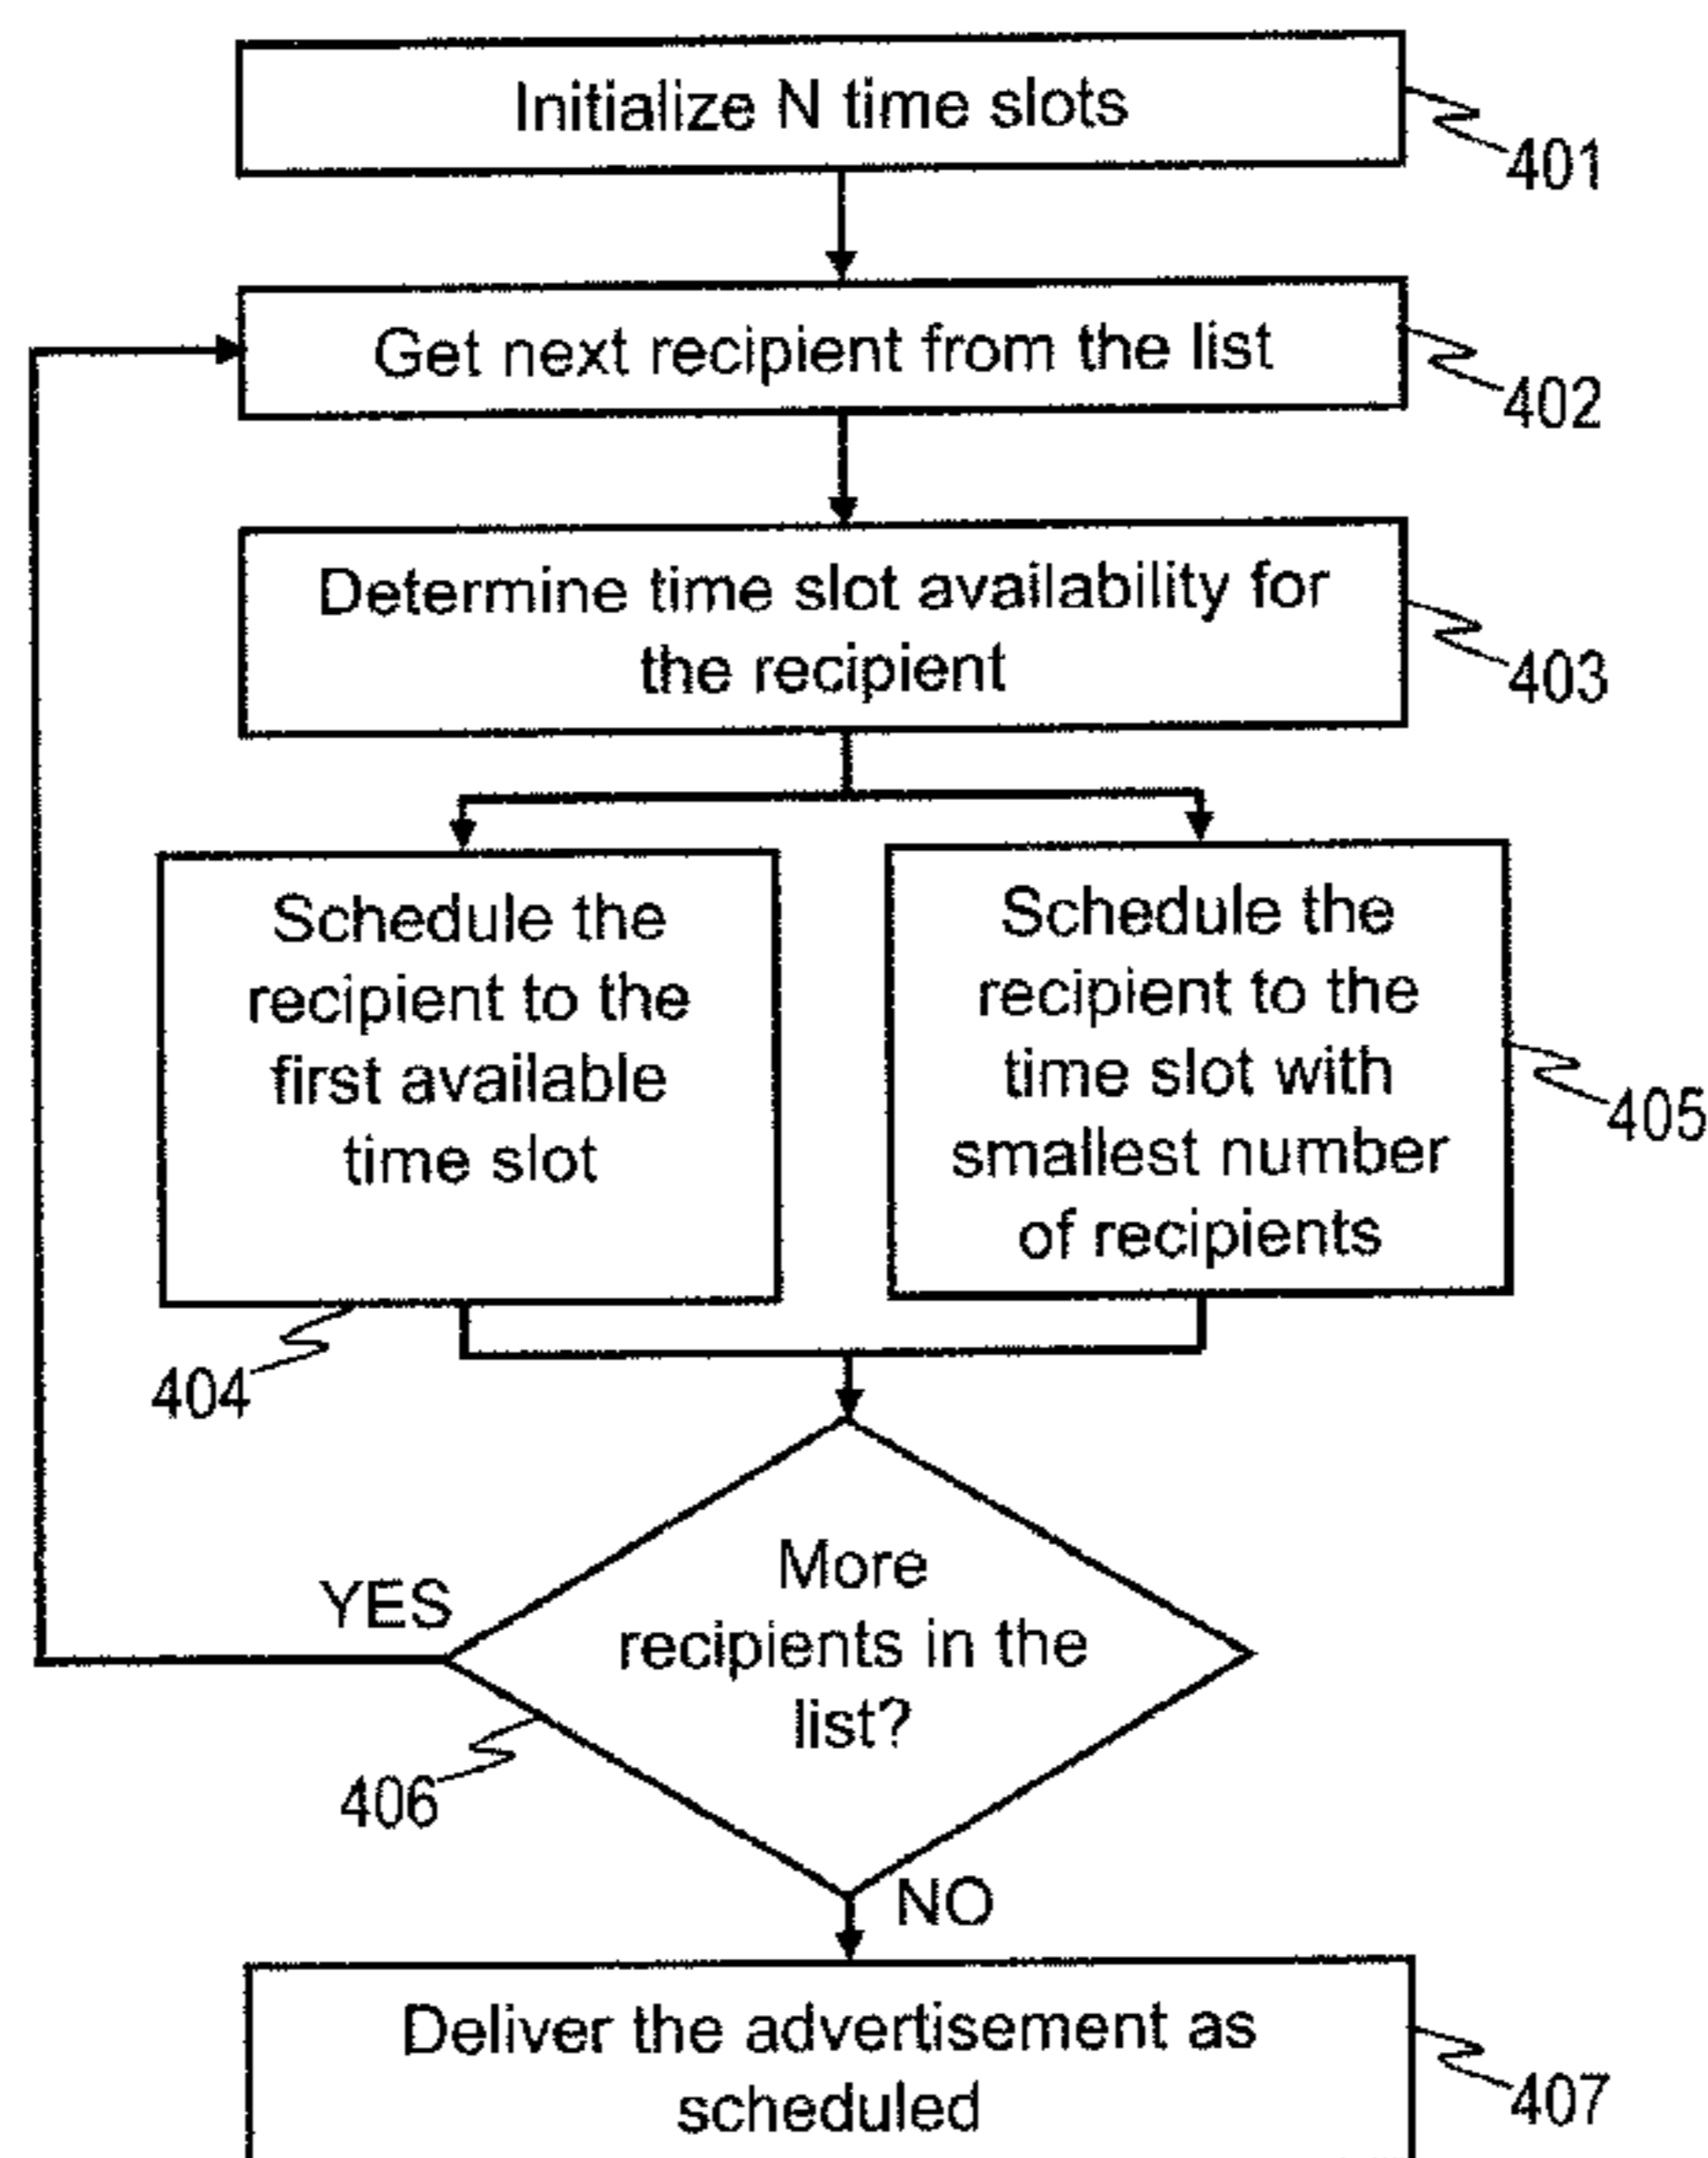 Initialize N time slots
401
Get next recipient from the list
402
Determine time slot availability for
the recipient
403
Schedule the
recipient to the
first available
time slot
404
Schedule the
recipient to the
time slot with
smallest number
of recipients
405
More
recipients in the
list?
YES
406
NO
Deliver the advertisement as
scheduled
407